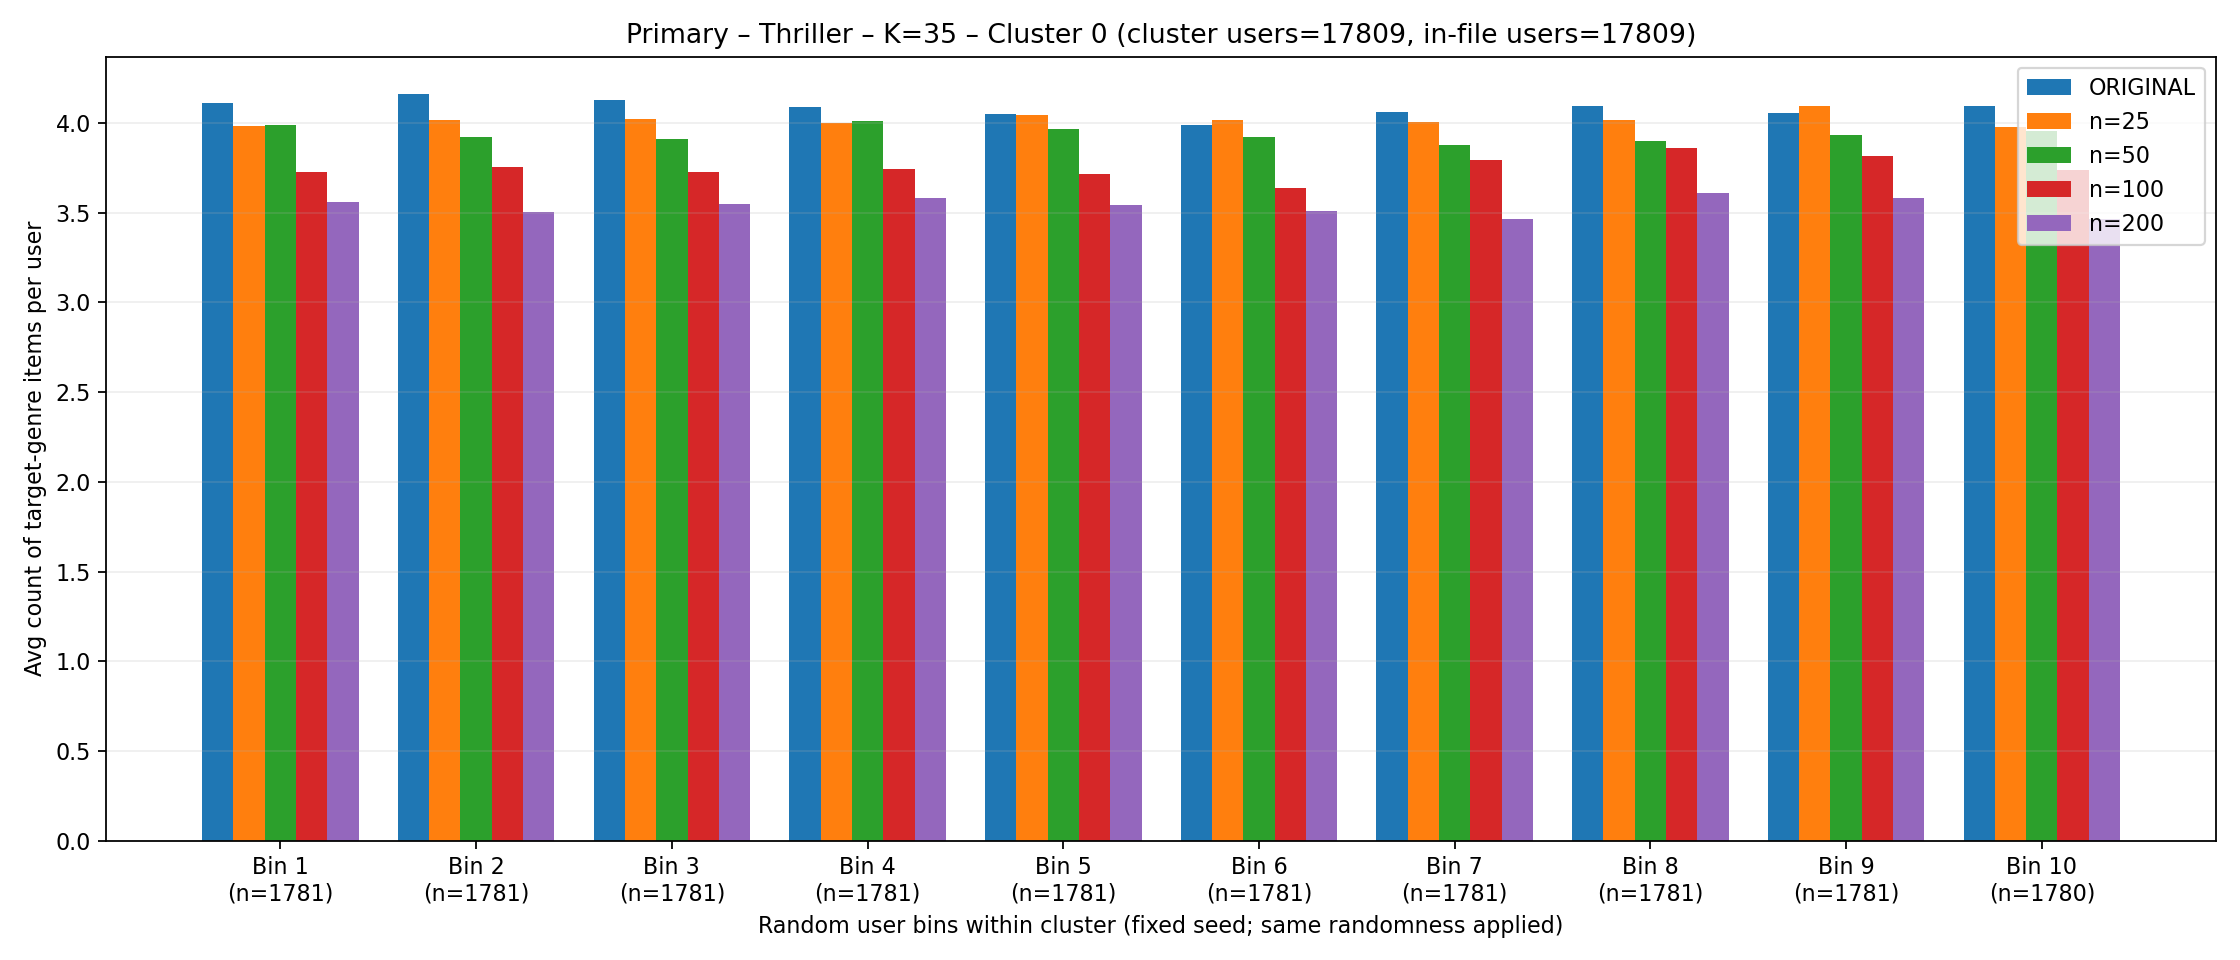 Primary – Thriller – K=35 – Cluster 0 (cluster users=17809, in-file users=17809)
Avg count of target-genre items per user
4.0
3.5
3.0
2.5
2.0
1.5
1.0
0.5
0.0
ORIGINAL
n=25
n=50
n=100
n=200
Bin 1
(n=1781)
Bin 2
(n=1781)
Bin 3
(n=1781)
Bin 4
(n=1781)
Bin 5
(n=1781)
Bin 6
(n=1781)
Bin 7
(n=1781)
Bin 8
(n=1781)
Bin 9
(n=1781)
Bin 10
(n=1780)
Random user bins within cluster (fixed seed; same randomness applied)